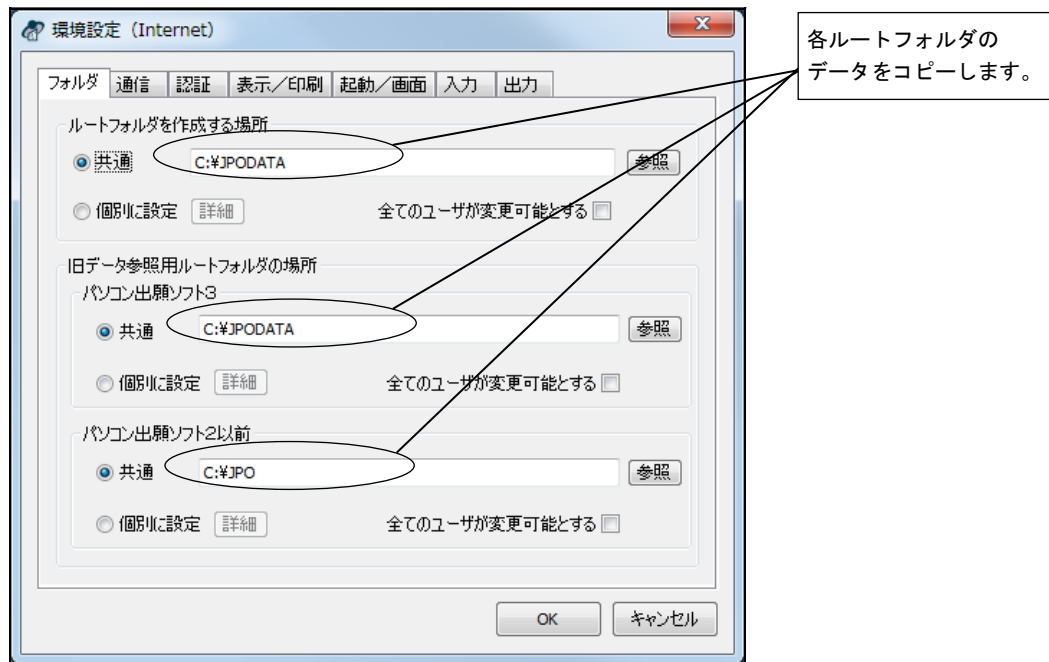 環境設定（Internet）
フォルダ 通信 認証 表示／印刷 起動／画面 入力 出力
ルートフォルダを作成する場所
共通 C:¥JPODATA 参照
個別に設定 詳細 全てのユーザが変更可能とする
旧データ参照用ルートフォルダの場所
パソコン出願ソフト3
共通 C:¥JPODATA 参照
個別に設定 詳細 全てのユーザが変更可能とする
パソコン出願ソフト2以前
共通 C:¥JPO 参照
個別に設定 詳細 全てのユーザが変更可能とする
OK キャンセル
各ルートフォルダの
データをコピーします。